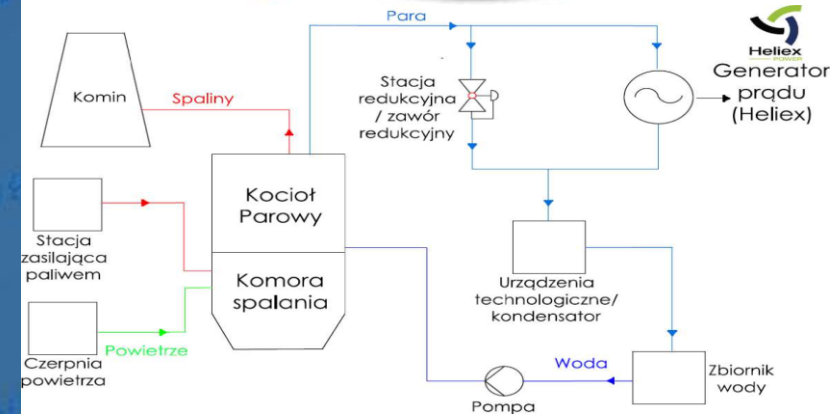 Para
Heliex
POWER
Generator
prądu
(Heliex)
Komin
Spaliny
Stacja
redukcyjna
/ zawór
redukcyjny
Kocioł
Parowy
Stacja
zasilająca
paliwem
Komora
spalania
Urządzenia
technologiczne/
kondensator
Powietrze
Czerpnia
powietrza
Woda
Zbiornik
wody
Pompa